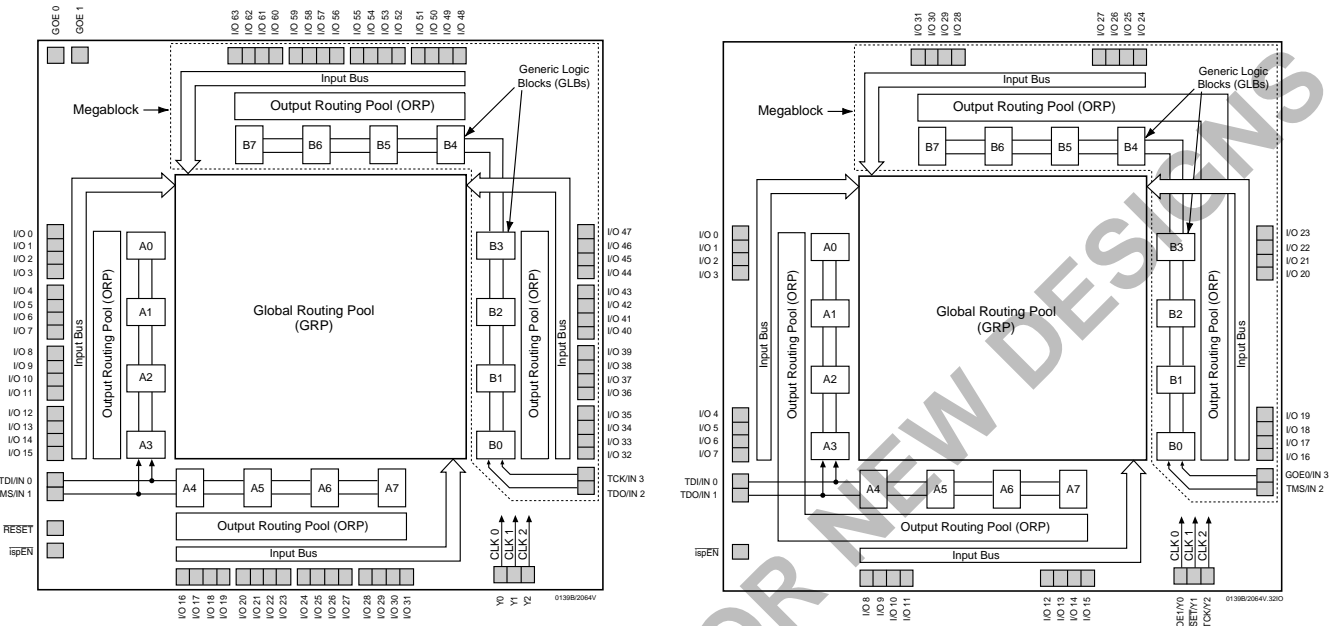 GOE 0
GOE 1
I/O 63
I/O 62
I/O 61
I/O 60
I/O 59
I/O 58
I/O 57
I/O 56
I/O 55
I/O 54
I/O 53
I/O 52
I/O 51
I/O 50
I/O 49
I/O 48
Input Bus
Generic Logic
Blocks (GLBs)
Megablock
Output Routing Pool (ORP)
B7
B6
B5
B4
I/O 0
I/O 1
I/O 2
I/O 3
I/O 4
I/O 5
I/O 6
I/O 7
I/O 8
I/O 9
I/O 10
I/O 11
I/O 12
I/O 13
I/O 14
I/O 15
Input Bus
Output Routing Pool (ORP)
A0
A1
A2
A3
Global Routing Pool
(GRP)
B3
B2
B1
B0
Output Routing Pool (ORP)
Input Bus
I/O 47
I/O 46
I/O 45
I/O 44
I/O 43
I/O 42
I/O 41
I/O 40
I/O 39
I/O 38
I/O 37
I/O 36
I/O 35
I/O 34
I/O 33
I/O 32
TDI/IN 0
MS/IN 1
TCK/IN 3
TDO/IN 2
A4
A5
A6
A7
Output Routing Pool (ORP)
Input Bus
RESET
ispEN
CLK 0
CLK 1
CLK 2
Y0
Y1
Y2
0139B/2064V
I/O 16
I/O 17
I/O 18
I/O 19
I/O 20
I/O 21
I/O 22
I/O 23
I/O 24
I/O 25
I/O 26
I/O 27
I/O 28
I/O 29
I/O 30
I/O 31
I/O 31
I/O 30
I/O 29
I/O 28
I/O 27
I/O 26
I/O 25
I/O 24
Input Bus
Generic Logic
Blocks (GLBs)
Megablock
Output Routing Pool (ORP)
B7
B6
B5
B4
I/O 0
I/O 1
I/O 2
I/O 3
I/O 4
I/O 5
I/O 6
I/O 7
Input Bus
Output Routing Pool (ORP)
A0
A1
A2
A3
Global Routing Pool
(GRP)
B3
B2
B1
B0
Output Routing Pool (ORP)
Input Bus
I/O 23
I/O 22
I/O 21
I/O 20
I/O 19
I/O 18
I/O 17
I/O 16
TDI/IN 0
TDO/IN 1
GOE0/IN 3
TMS/IN 2
A4
A5
A6
A7
Output Routing Pool (ORP)
Input Bus
ispEN
CLK 0
CLK 1
CLK 2
OE1/Y0
SET/Y1
TCK/Y2
0139B/2064V.32IO
I/O 8
I/O 9
I/O 10
I/O 11
I/O 12
I/O 13
I/O 14
I/O 15
OR NEW DESIGNS